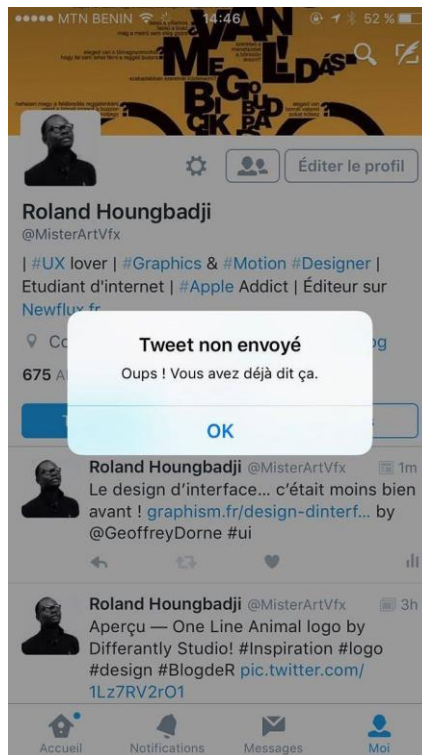 MTN BENIN 14:46 52 %
VAN
MEG OLDÁS
Éditer le profil
Roland Houngbadji
@MisterArtVfx
| #UX lover | #Graphics & #Motion #Designer |
Etudiant d'internet | #Apple Addict | Éditeur sur
Newflux.fr
675
Tweet non envoyé
Oups ! Vous avez déjà dit ça.
OK
Roland Houngbadji @MisterArtVfx 1m
Le design d'interface... c'était moins bien
avant ! graphism.fr/design-dinterf... by
@GeoffreyDorne #ui
Roland Houngbadji @MisterArtVfx 3h
Aperçu — One Line Animal logo by
Differantly Studio! #Inspiration #logo
#design #BlogdeR pic.twitter.com/
1Lz7RV2rO1
Accueil Notifications Messages Moi